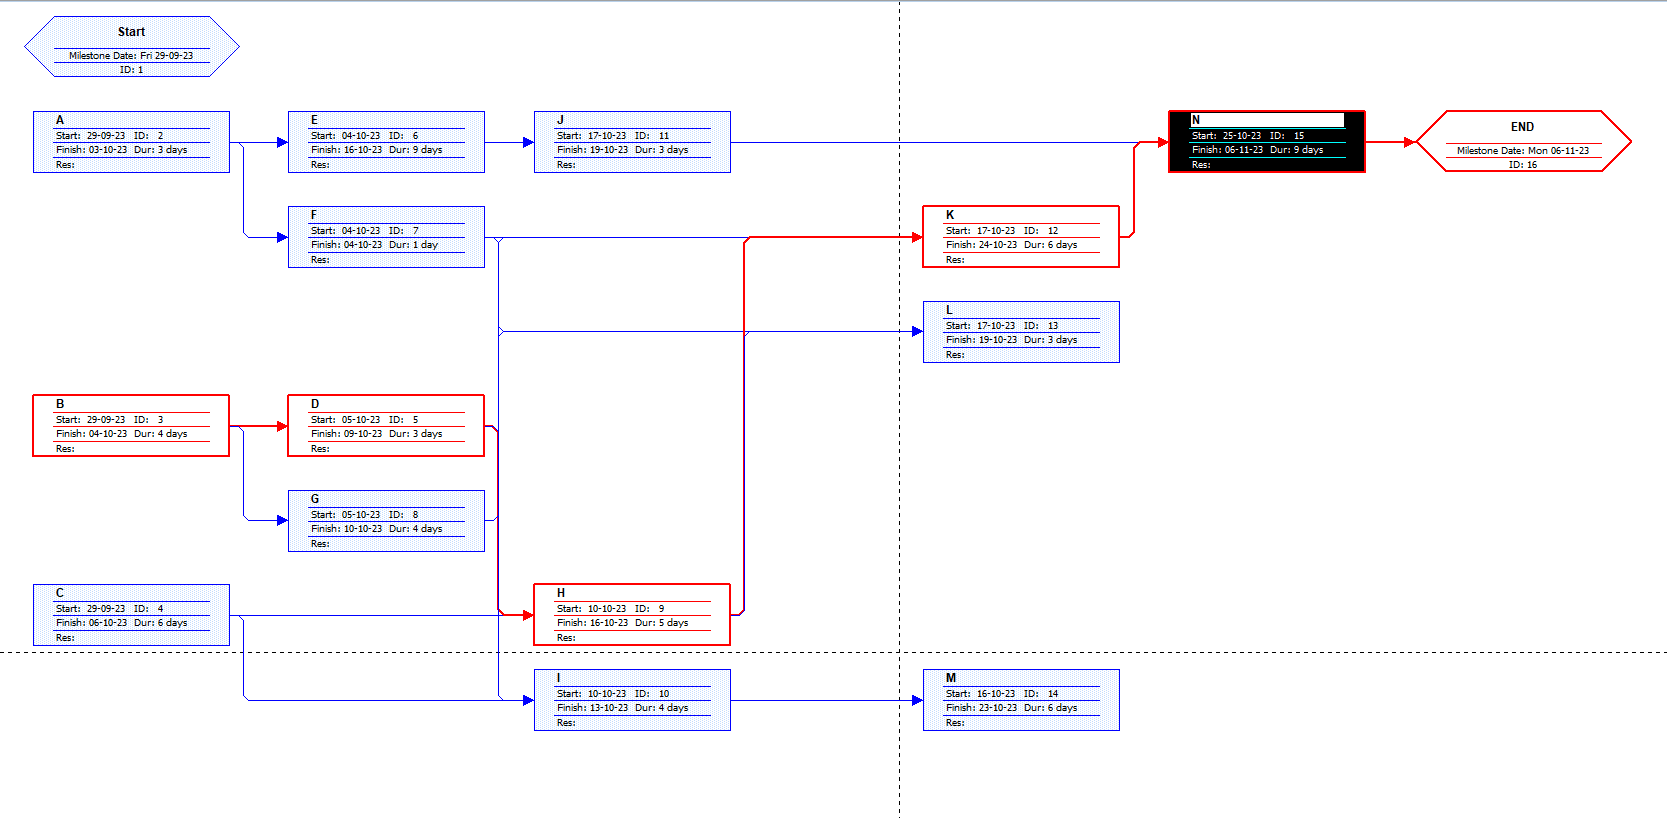 Start
Milestone Date: Fri 29-09-23
ID: 1
A
Start: 29-09-23 ID: 2
Finish: 03-10-23 Dur: 3 days
Res:
E
Start: 04-10-23 ID: 6
Finish: 16-10-23 Dur: 9 days
Res:
J
Start: 17-10-23 ID: 11
Finish: 19-10-23 Dur: 3 days
Res:
N
Start: 25-10-23 ID: 15
Finish: 06-11-23 Dur: 9 days
Res:
END
Milestone Date: Mon 06-11-23
ID: 16
F
Start: 04-10-23 ID: 7
Finish: 04-10-23 Dur: 1 day
Res:
K
Start: 17-10-23 ID: 12
Finish: 24-10-23 Dur: 6 days
Res:
L
Start: 17-10-23 ID: 13
Finish: 19-10-23 Dur: 3 days
Res:
B
Start: 29-09-23 ID: 3
Finish: 04-10-23 Dur: 4 days
Res:
D
Start: 05-10-23 ID: 5
Finish: 09-10-23 Dur: 3 days
Res:
G
Start: 05-10-23 ID: 8
Finish: 10-10-23 Dur: 4 days
Res:
C
Start: 29-09-23 ID: 4
Finish: 06-10-23 Dur: 6 days
Res:
H
Start: 10-10-23 ID: 9
Finish: 16-10-23 Dur: 5 days
Res:
I
Start: 10-10-23 ID: 10
Finish: 13-10-23 Dur: 4 days
Res:
M
Start: 16-10-23 ID: 14
Finish: 23-10-23 Dur: 6 days
Res: